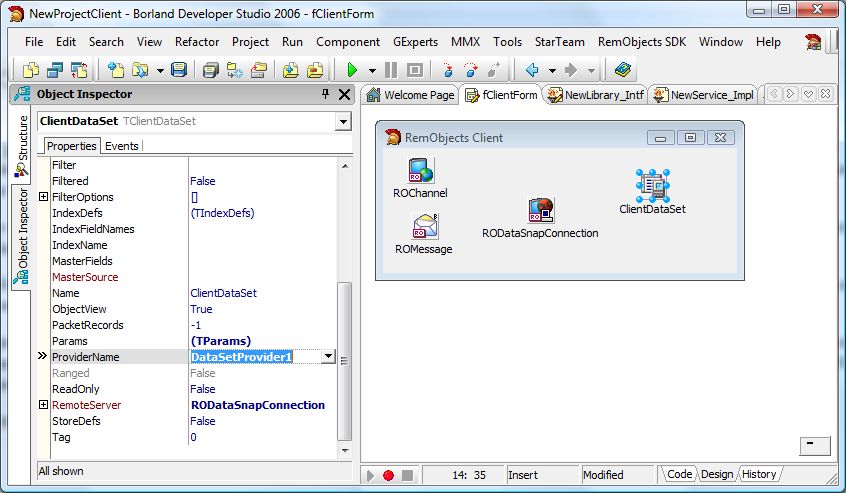 NewProjectClient - Borland Developer Studio 2006 - fClientForm
File Edit Search View Refactor Project Run Component GExperts MMX Tools StarTeam RemObjects SDK Window Help
Object Inspector
Welcome Page fClientForm NewLibrary_Intf NewService_Impl
ClientDataSet TClientDataSet
Properties Events
Structure
Object Inspector
Filter
Filtered False
FilterOptions []
IndexDefs (TIndexDefs)
IndexFieldNames
IndexName
MasterFields
MasterSource
Name ClientDataSet
ObjectView True
PacketRecords -1
Params (TParams)
ProviderName DataSetProvider1
Ranged False
ReadOnly False
RemoteServer RODataSnapConnection
StoreDefs False
Tag 0
All shown
RemObjects Client
ROChannel
ROMessage
RODataSnapConnection
ClientDataSet
14: 35 Insert Modified Code Design History